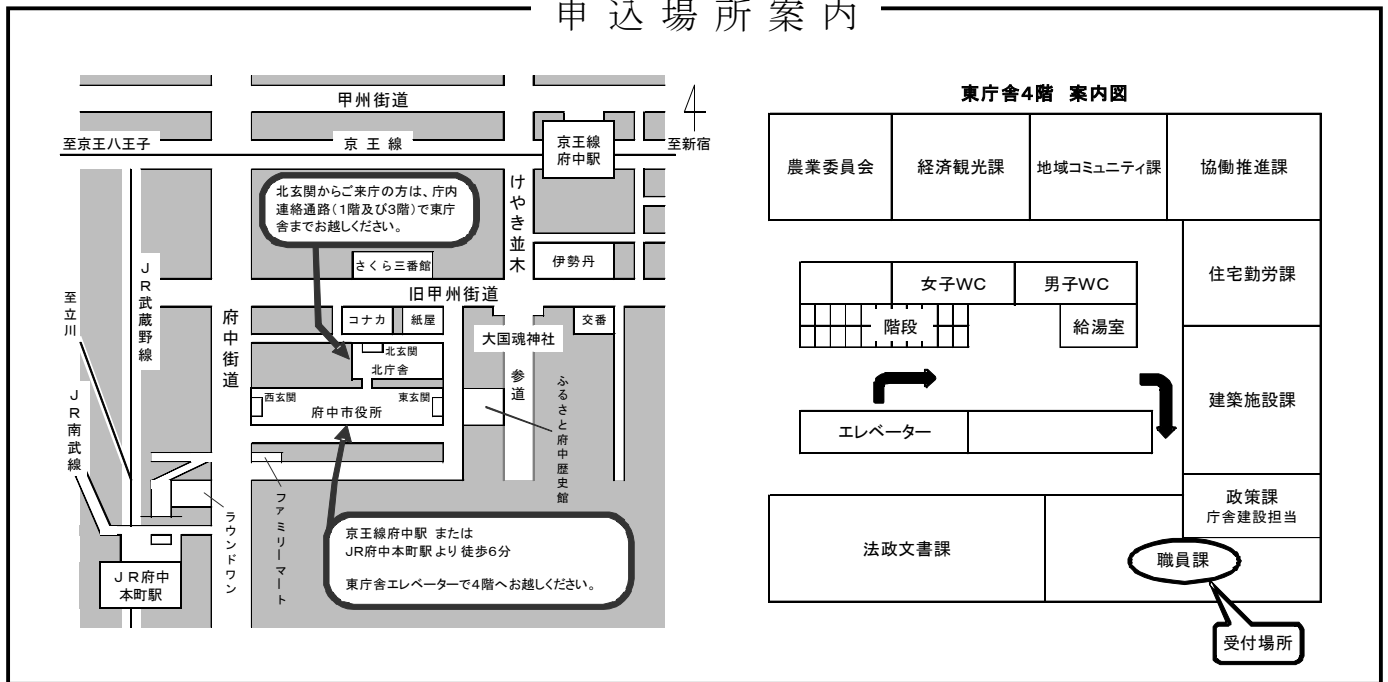 申込場所案内
甲州街道
至京王八王子
京王線
京王線
府中駅
至新宿
北玄関からご来庁の方は、庁内
連絡通路(1階及び3階)で東庁
舎までお越しください。
けやき並木
さくら三番館
伊勢丹
JR武蔵野線
至立川
JR南武線
府中街道
旧甲州街道
コナカ
紙屋
大国魂神社
交番
北玄関
北庁舎
西玄関
東玄関
府中市役所
参道
ふるさと府中歴史館
ファミリーマート
ラウンドワン
JR府中
本町駅
京王線府中駅 または
JR府中本町駅より徒歩6分
東庁舎エレベーターで4階へお越しください。
東庁舎4階 案内図
農業委員会
経済観光課
地域コミュニティ課
協働推進課
女子WC
男子WC
住宅勤労課
階段
給湯室
建築施設課
エレベーター
政策課
庁舎建設担当
法政文書課
職員課
受付場所